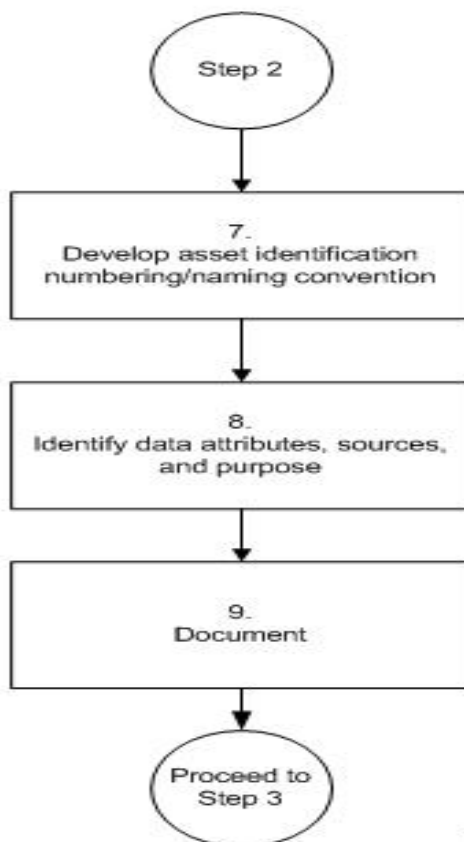 Step 2
7.
Develop asset identification
numbering/naming convention
8.
Identify data attributes, sources,
and purpose
9.
Document
Proceed to
Step 3